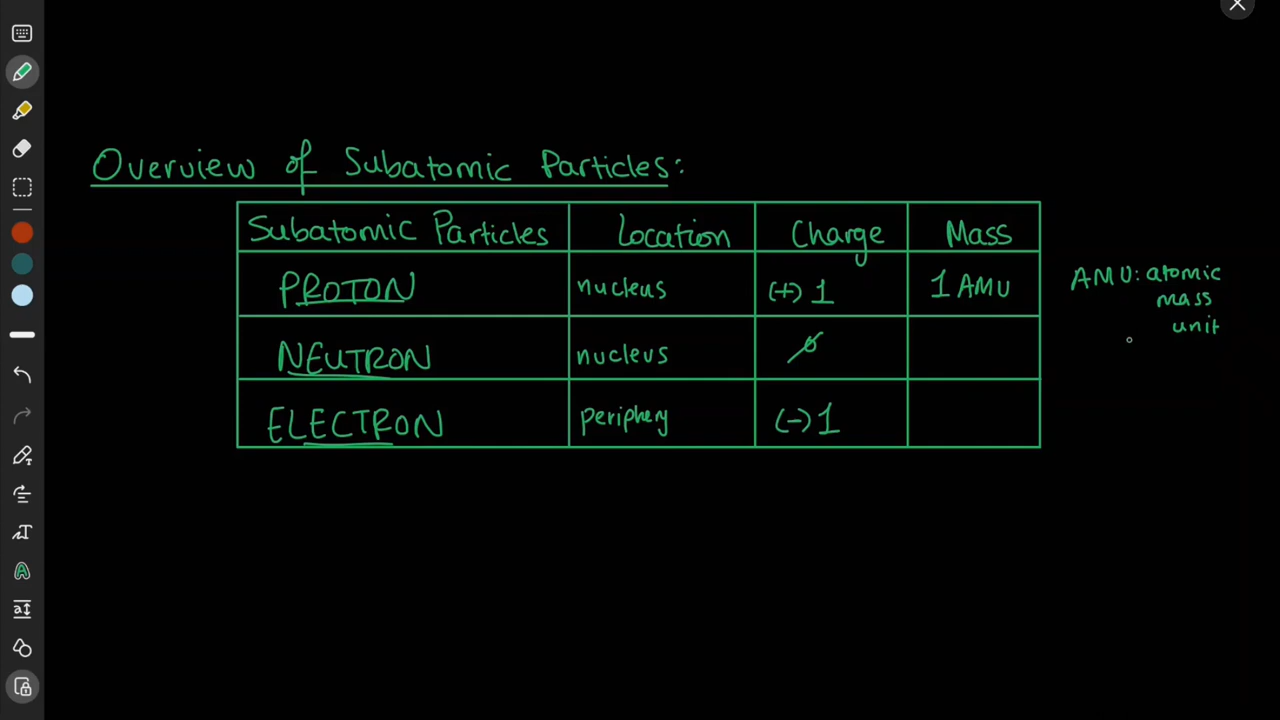 Overview of Subatomic Particles:
Subatomic Particles Location Charge Mass
PROTON nucleus (+) 1 1 AMU
NEUTRON nucleus ∅
ELECTRON periphery (-) 1
AMU: atomic
mass
unit